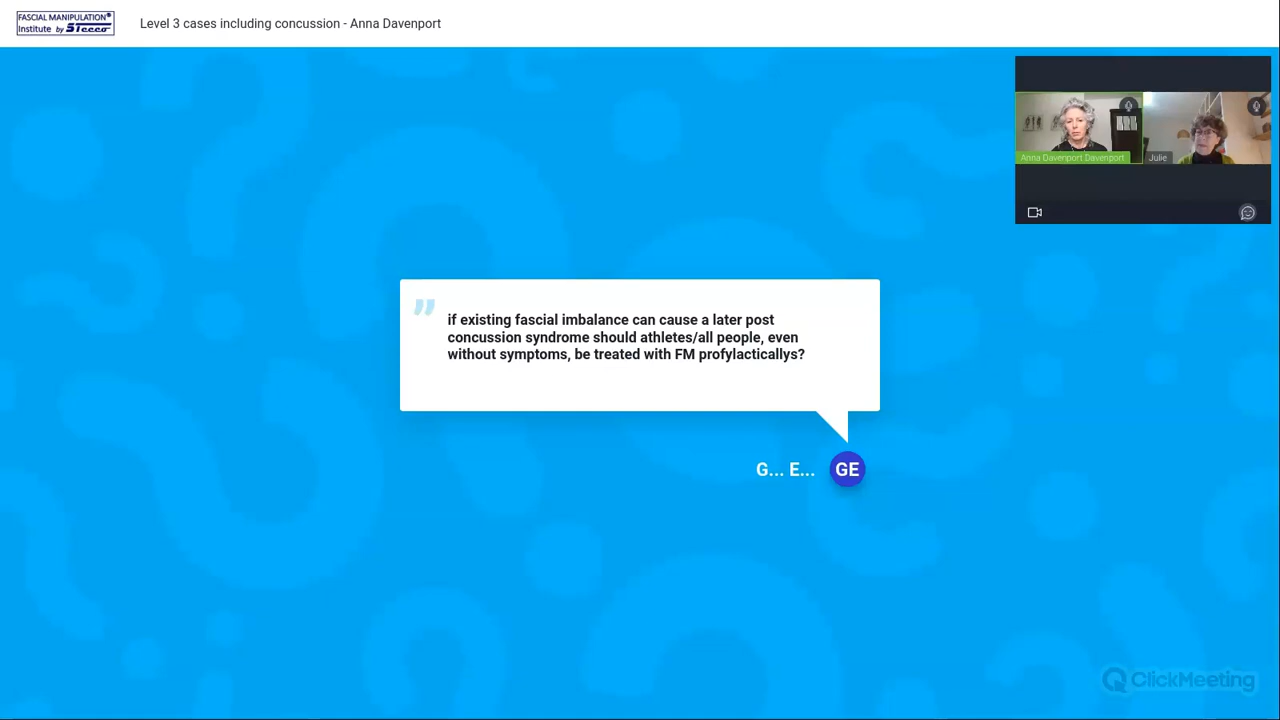 FASCIAL MANIPULATION®
Institute by Stecco
Level 3 cases including concussion - Anna Davenport
Anna Davenport Davenport
Julie
if existing fascial imbalance can cause a later post
concussion syndrome should athletes/all people, even
without symptoms, be treated with FM profylacticallys?
G... E...
GE
ClickMeeting